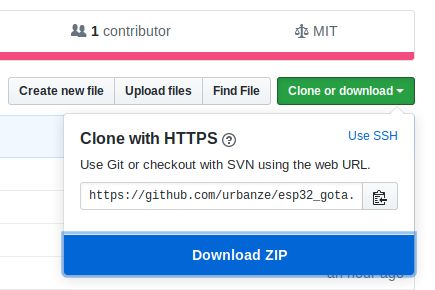 1 contributor
MIT
Create new file
Upload files
Find File
Clone or download
Clone with HTTPS
Use SSH
Use Git or checkout with SVN using the web URL.
https://github.com/urbanze/esp32_gota.
Download ZIP
an hour ago